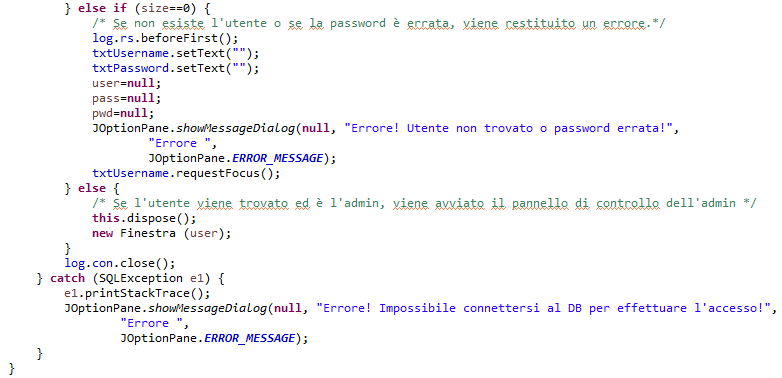 } else if (size==0) {
/* Se non esiste l'utente o se la password è errata, viene restituito un errore.*/
log.rs.beforeFirst();
txtUsername.setText("");
txtPassword.setText("");
user=null;
pass=null;
pwd=null;
JOptionPane.showMessageDialog(null, "Errore! Utente non trovato o password errata!",
"Errore ",
JOptionPane.ERROR_MESSAGE);
txtUsername.requestFocus();
} else {
/* Se l'utente viene trovato ed è l'admin, viene avviato il pannello di controllo dell'admin */
this.dispose();
new Finestra (user);
}
log.con.close();
} catch (SQLException e1) {
e1.printStackTrace();
JOptionPane.showMessageDialog(null, "Errore! Impossibile connettersi al DB per effettuare l'accesso!",
"Errore ",
JOptionPane.ERROR_MESSAGE);
}
}